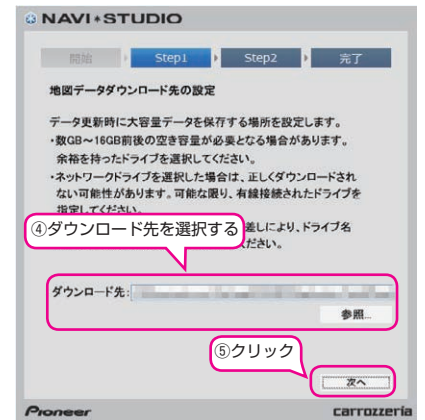 NAVI*STUDIO
開始
Step1
Step2
完了
地図データダウンロード先の設定
データ更新時に大容量データを保存する場所を設定します。
・数GB～16GB前後の空き容量が必要となる場合があります。
余裕を持ったドライブを選択してください。
・ネットワークドライブを選択した場合は、正しくダウンロードされ
ない可能性があります。可能な限り、有線接続されたドライブを
指定してください。
④ダウンロード先を選択する
差しにより、ドライブ名
ださい。
ダウンロード先:
参照...
⑤クリック
次へ
Pioneer
carrozzeria